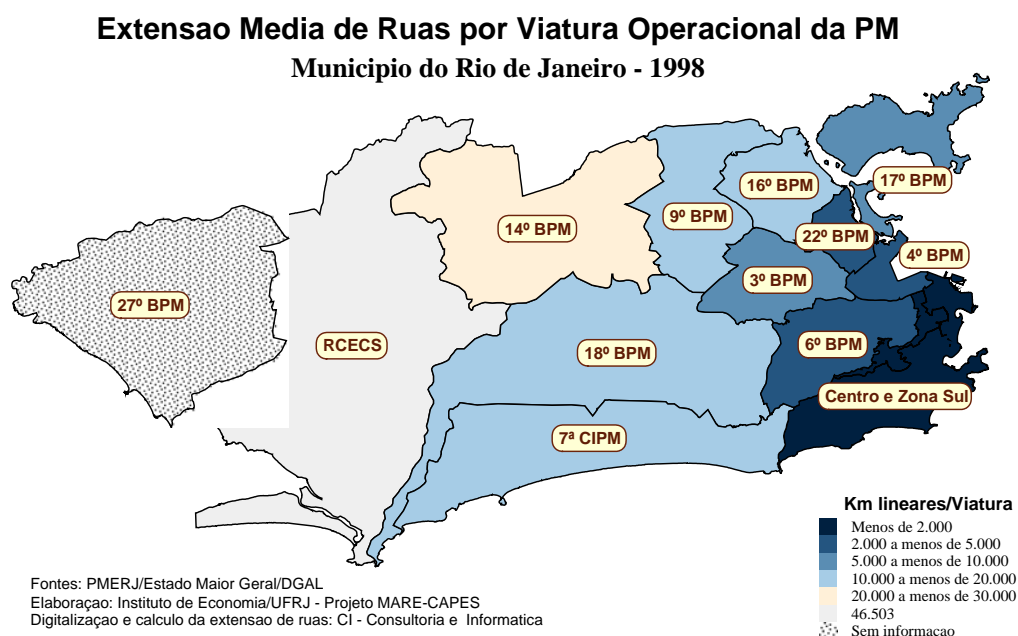 Extensao Media de Ruas por Viatura Operacional da PM
Municipio do Rio de Janeiro - 1998
17º BPM
16º BPM
9º BPM
14º BPM
22º BPM
4º BPM
3º BPM
27º BPM
RCECS
18º BPM
6º BPM
Centro e Zona Sul
7ª CIPM
Km lineares/Viatura
Menos de 2.000
2.000 a menos de 5.000
5.000 a menos de 10.000
10.000 a menos de 20.000
20.000 a menos de 30.000
46.503
Sem informacao
Fontes: PMERJ/Estado Maior Geral/DGAL
Elaboraçao: Instituto de Economia/UFRJ - Projeto MARE-CAPES
Digitalizaçao e calculo da extensao de ruas: CI - Consultoria e Informatica